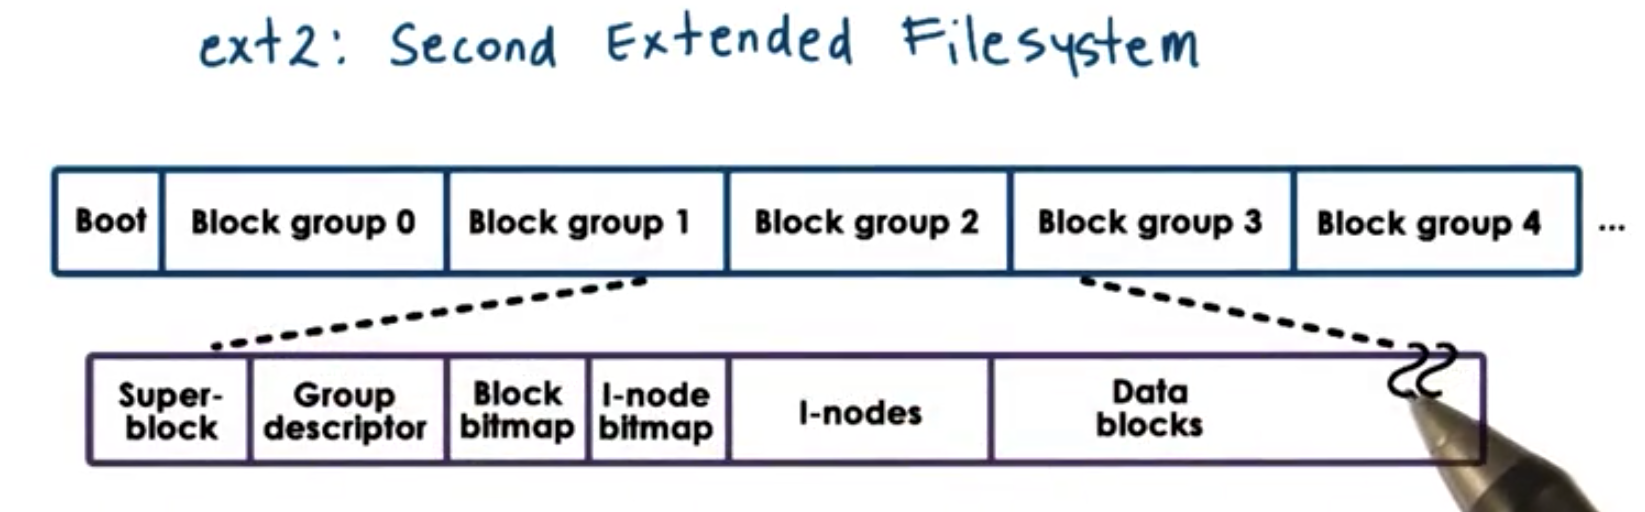 ext2: Second Extended Filesystem
Boot Block group 0 Block group 1 Block group 2 Block group 3 Block group 4 ...
Super- Group Block I-node I-nodes Data
block descriptor bitmap bitmap blocks